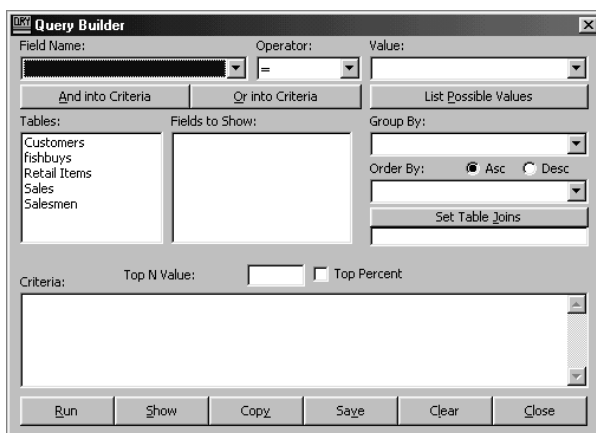 QRY Query Builder
Field Name: Operator: Value:
=
And into Criteria Or into Criteria List Possible Values
Tables: Fields to Show: Group By:
Customers
fishbuys
Retail Items
Sales
Salesmen
Order By: Asc Desc
Set Table Joins
Criteria: Top N Value: Top Percent
Run Show Copy Save Clear Close